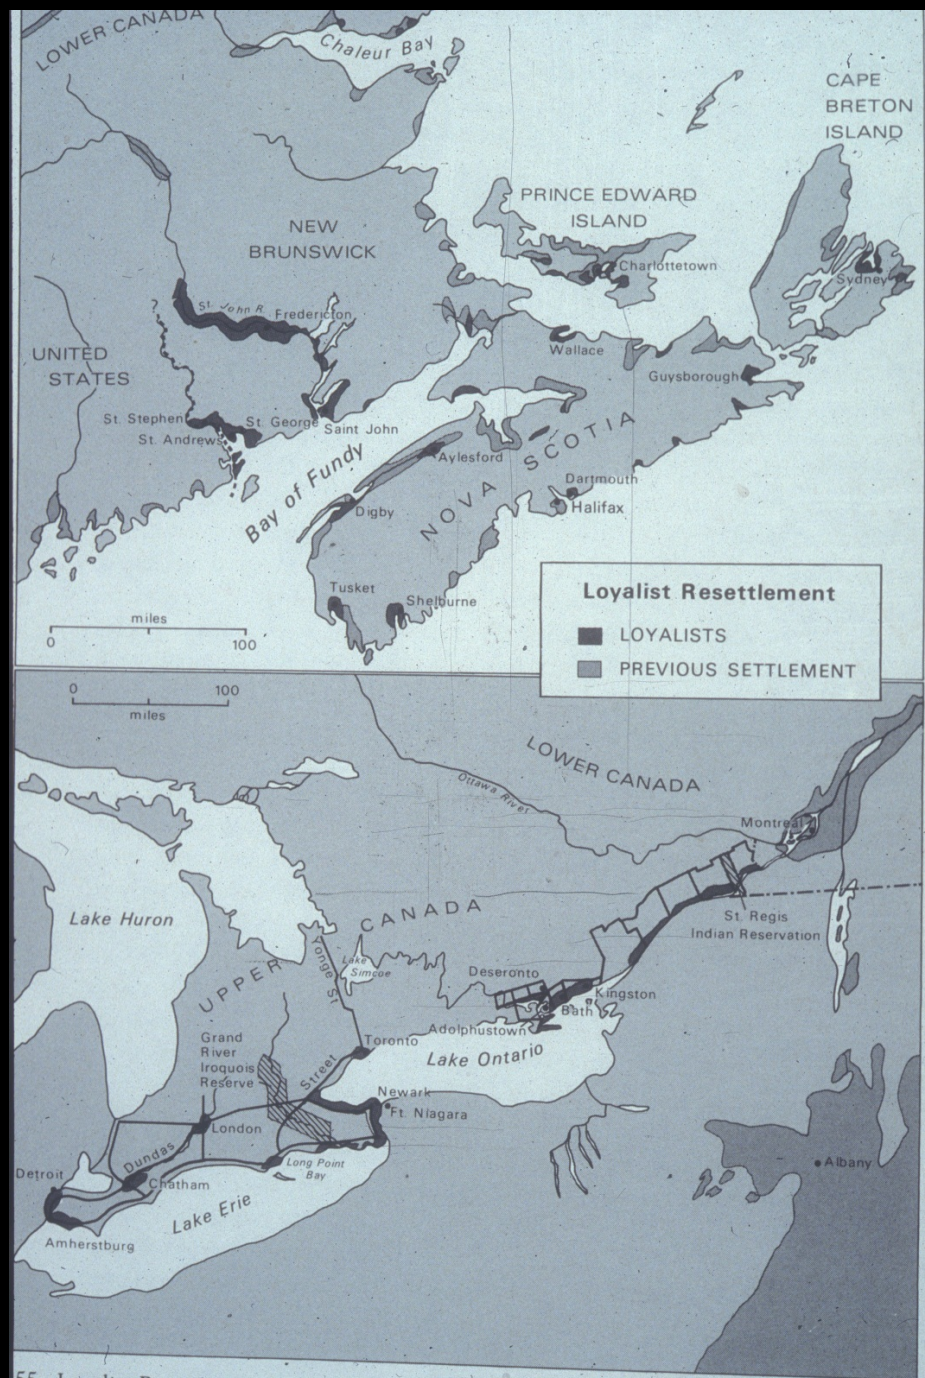 LOWER CANADA
Chaleur Bay
CAPE
BRETON
ISLAND
PRINCE EDWARD
ISLAND
NEW
BRUNSWICK
Charlottetown
Sydney
St. John R.
Fredericton
UNITED
STATES
Wallace
Guysborough
St. Stephen
St. George
Saint John
St. Andrews
Bay of Fundy
Aylesford
NOVA SCOTIA
Dartmouth
Halifax
Digby
Tusket
Shelburne
miles
0 100
Loyalist Resettlement
LOYALISTS
PREVIOUS SETTLEMENT
0 100
miles
LOWER CANADA
Ottawa River
Montreal
Lake Huron
UPPER CANADA
St. Regis
Indian Reservation
Yonge St.
Lake
Simcoe
Deseronto
Kingston
Bath
Adolphustown
Grand
River
Iroquois
Reserve
Toronto
Lake Ontario
Dundas Street
Newark
Ft. Niagara
London
Long Point
Bay
Albany
Detroit
Chatham
Lake Erie
Amherstburg
55